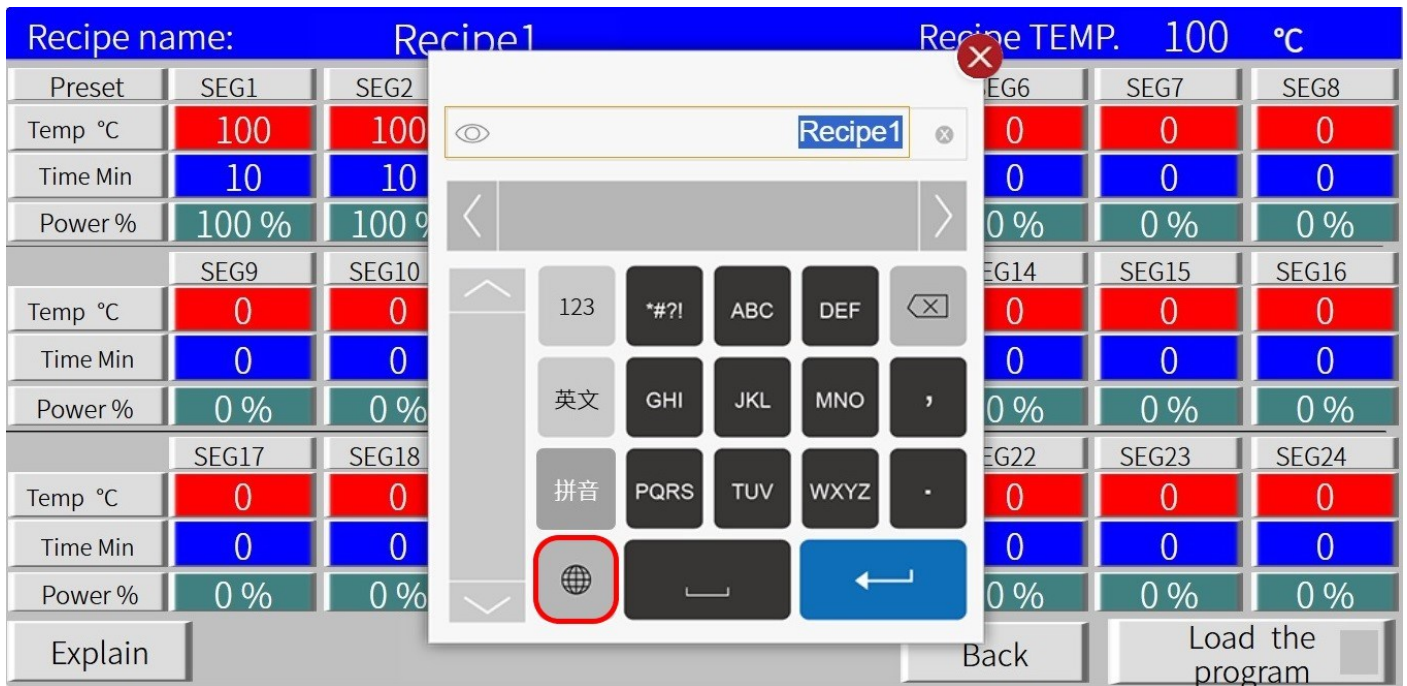 Recipe name: Recipe1 Recipe TEMP. 100 °C
Preset SEG1 SEG2 EG6 SEG7 SEG8
Temp °C 100 100 0 0 0
Time Min 10 10 0 0 0
Power % 100 % 100 % 0 % 0 % 0 %
SEG9 SEG10 EG14 SEG15 SEG16
Temp °C 0 0 0 0 0
Time Min 0 0 0 0 0
Power % 0 % 0 % 0 % 0 % 0 %
SEG17 SEG18 EG22 SEG23 SEG24
Temp °C 0 0 0 0 0
Time Min 0 0 0 0 0
Power % 0 % 0 % 0 % 0 % 0 %
Explain Back Load the
program
Recipe1
123 *#?! ABC DEF
英文 GHI JKL MNO ,
拼音 PQRS TUV WXYZ .